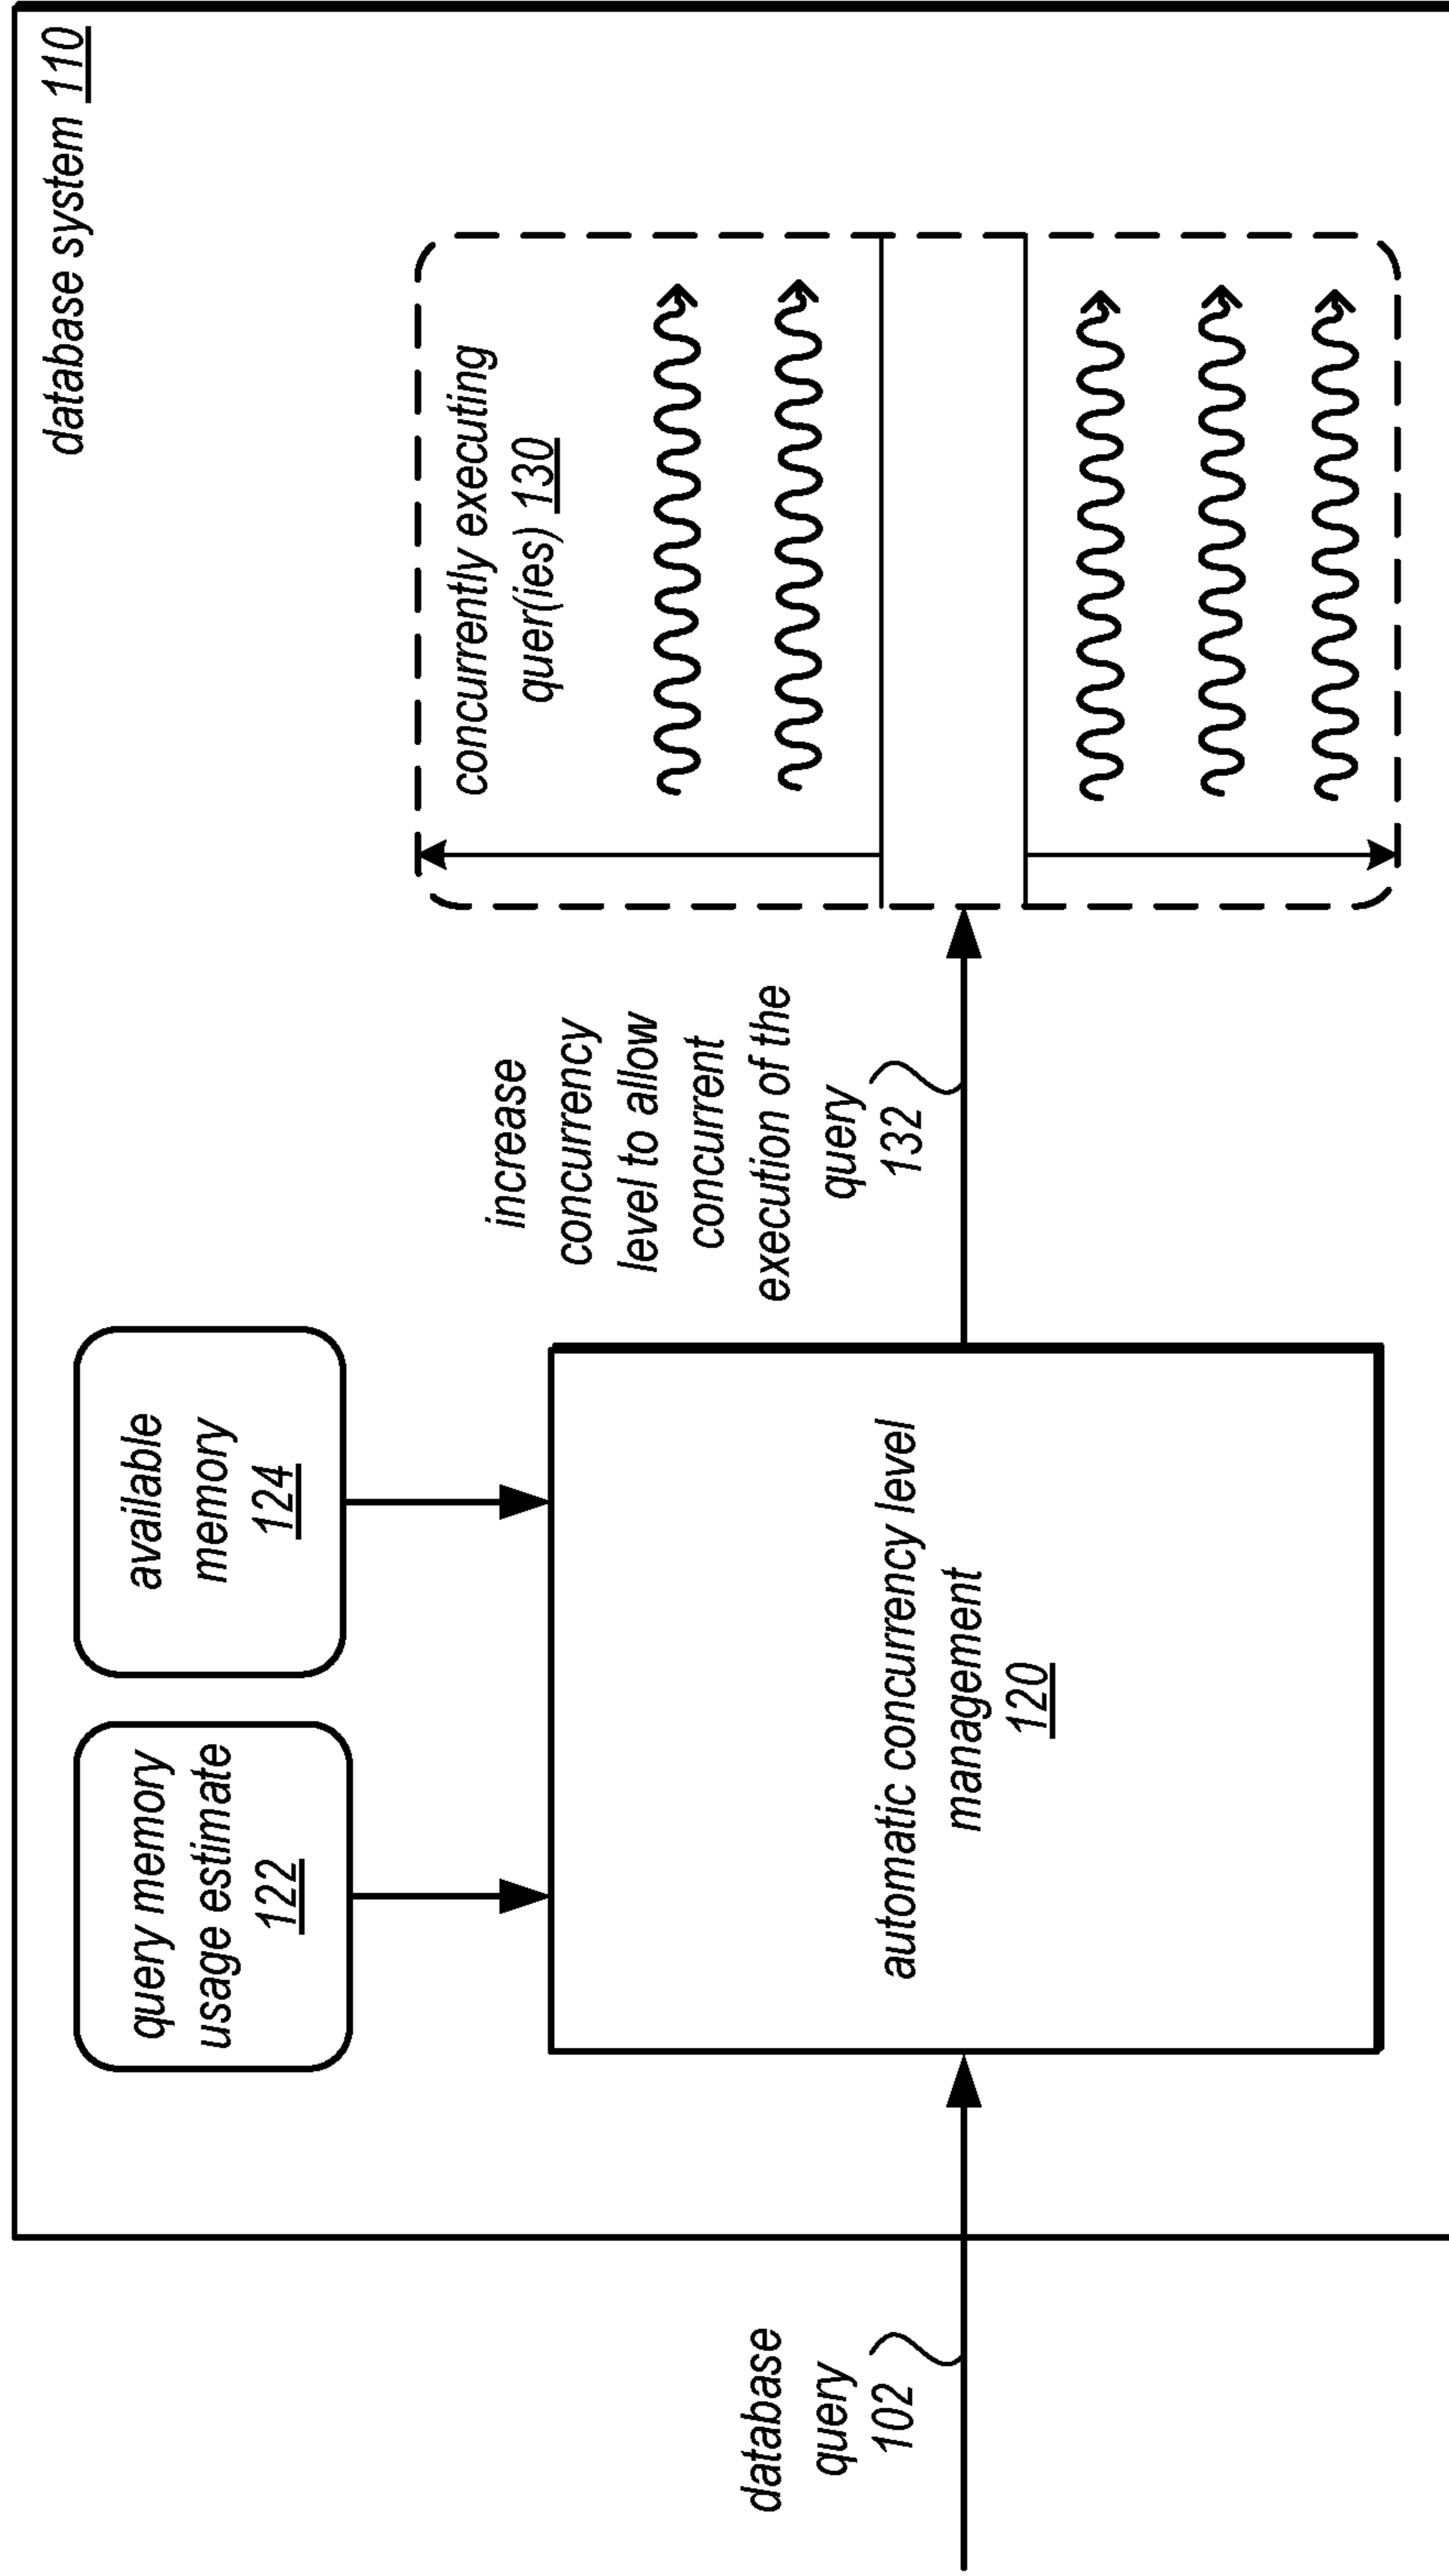 database system 110
query memory
usage estimate
122
available
memory
124
concurrently executing
quer(ies) 130
increase
concurrency
level to allow
concurrent
execution of the
query
132
automatic concurrency level
management
120
database
query
102